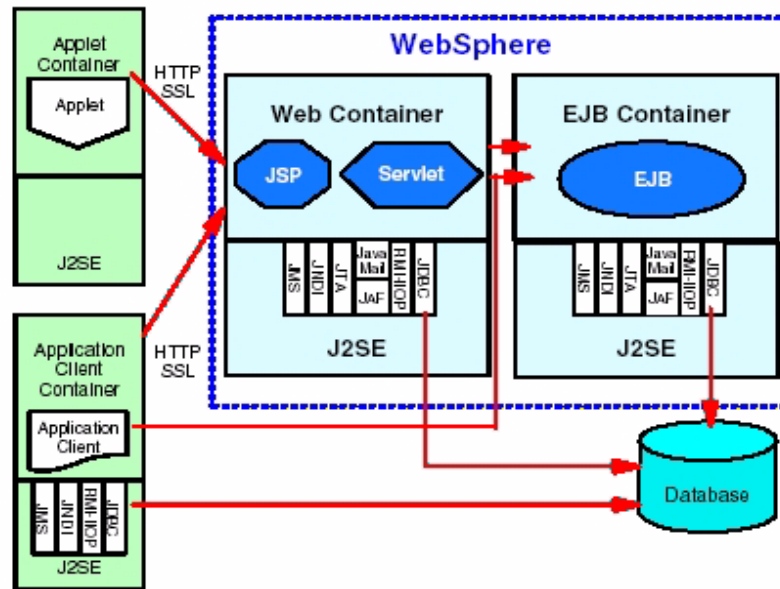 Applet
Container
Applet
J2SE
HTTP
SSL
WebSphere
Web Container
JSP
Servlet
JMS
JNDI
JTA
Java
Mail
JAF
RMI-IIOP
JDBC
J2SE
EJB Container
EJB
JMS
JNDI
JTA
Java
Mail
JAF
RMI-IIOP
JDBC
J2SE
Application
Client
Container
HTTP
SSL
Application
Client
JMS
JNDI
RMI-IIOP
JDBC
J2SE
Database